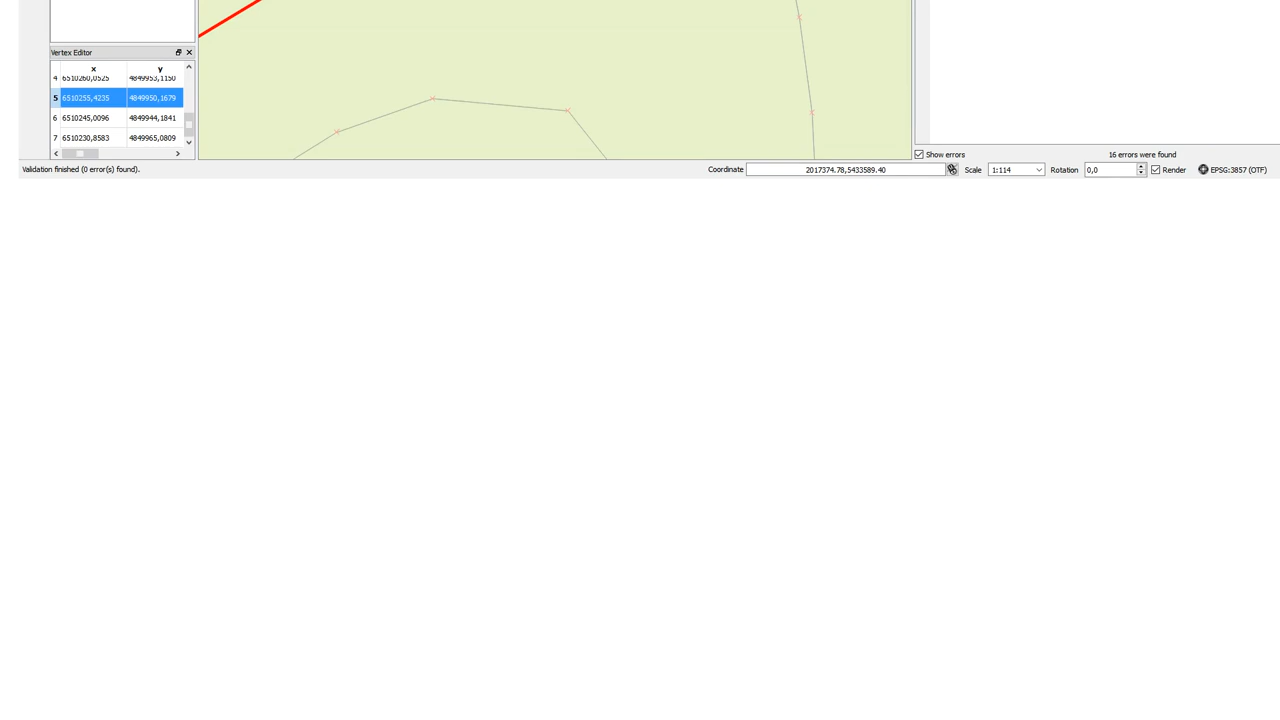 Vertex Editor
x y
4 6510260,0525 4849953,1150
5 6510255,4235 4849950,1679
6 6510245,0096 4849944,1841
7 6510230,8583 4849965,0809
Show errors 16 errors were found
Validation finished (0 error(s) found). Coordinate 2017374.78,5433589.40 Scale 1:114 Rotation 0,0 Render EPSG:3857 (OTF)